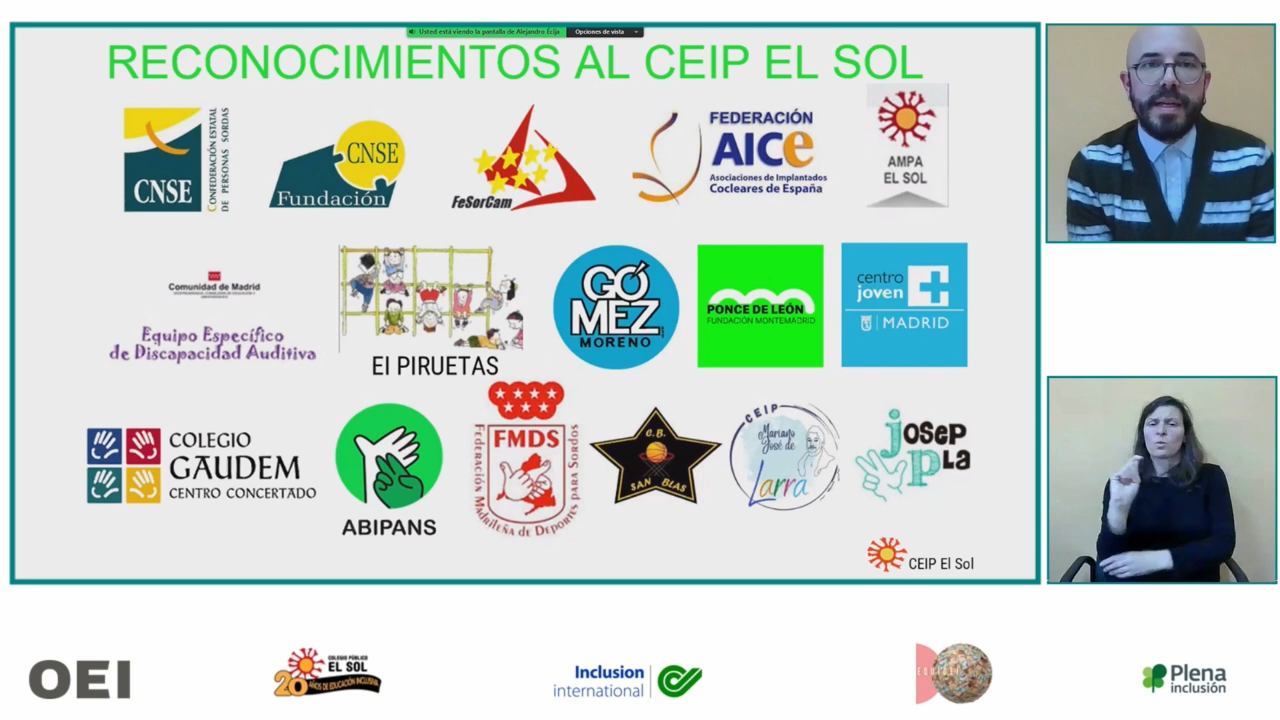 Usted está viendo la pantalla de Alejandro Écija
Opciones de vista
RECONOCIMIENTOS AL CEIP EL SOL
CNSE
CONFEDERACIÓN ESTATAL
DE PERSONAS SORDAS
CNSE
Fundación
FeSorCam
FEDERACIÓN
AICe
Asociaciones de Implantados
Cocleares de España
AMPA
EL SOL
Comunidad de Madrid
Equipo Específico
de Discapacidad Auditiva
EI PIRUETAS
GÓ
MEZ
MORENO
PONCE DE LEÓN
FUNDACIÓN MONTEMADRID
centro
joven
MADRID
COLEGIO
GAUDEM
CENTRO CONCERTADO
ABIPANS
FMDS
Federación Madrileña de Deportes para Sordos
C.B.
SAN BLAS
CEIP
Mariano
José de
Larra
josep
pLa
CEIP El Sol
OEI
COLEGIO PÚBLICO
EL SOL
20 AÑOS DE EDUCACIÓN INCLUSIVA
Inclusion
international
Plena
inclusión